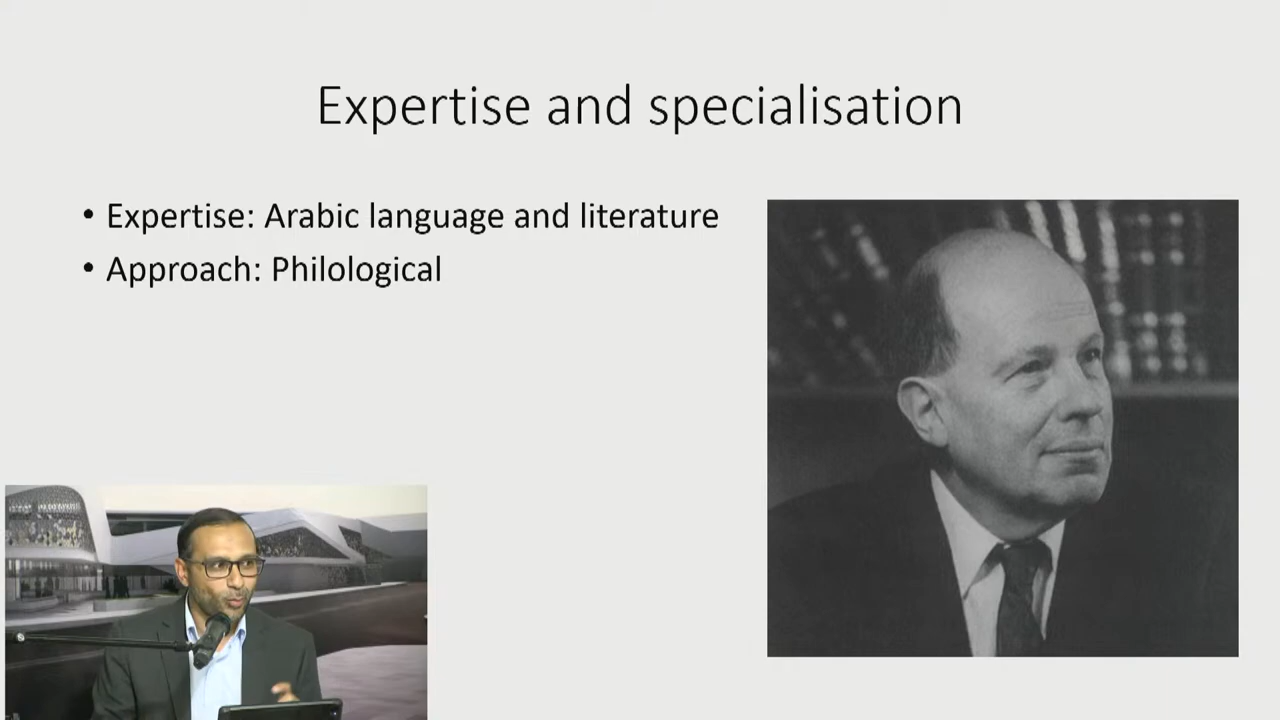 Expertise and specialisation
• Expertise: Arabic language and literature
• Approach: Philological